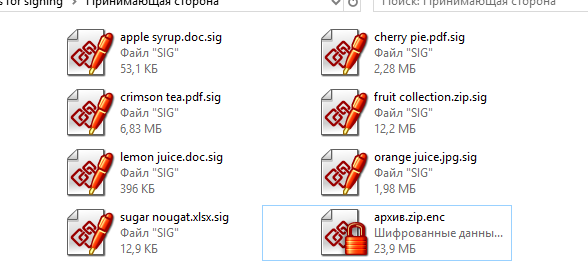 s for signing
Принимающая сторона
Поиск: Принимающая сторона
apple syrup.doc.sig
Файл "SIG"
53,1 КБ
cherry pie.pdf.sig
Файл "SIG"
2,28 МБ
crimson tea.pdf.sig
Файл "SIG"
6,83 МБ
fruit collection.zip.sig
Файл "SIG"
12,2 МБ
lemon juice.doc.sig
Файл "SIG"
396 КБ
orange juice.jpg.sig
Файл "SIG"
1,98 МБ
sugar nougat.xlsx.sig
Файл "SIG"
12,9 КБ
архив.zip.enc
Шифрованные данны...
23,9 МБ